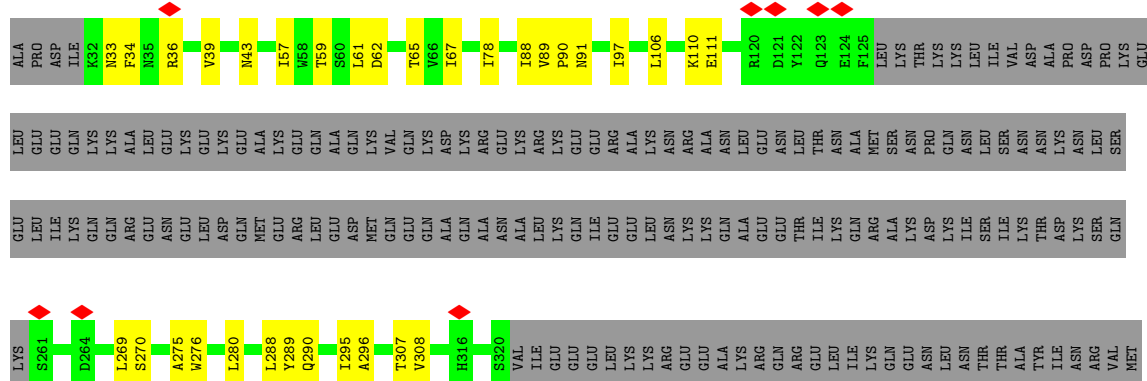 ALA PRO ASP ILE K32 N33 F34 N35 R36 V39 N43 I57 W58 T59 S60 L61 D62 T65 V66 I67 I78 I88 V89 P90 N91 I97 L106 K110 E111 R120 D121 Y122 Q123 E124 F125 LEU LYS THR LYS LYS LEU ILE VAL ASP ALA PRO ASP PRO LYS GLU
LEU GLU GLU GLN LYS LYS ALA LEU GLU LYS GLU LYS GLU ALA LYS GLU GLN ALA GLN LYS VAL GLN LYS ASP LYS ARG GLU LYS ARG LYS GLU GLU ARG ALA LYS ASN ARG ALA ASN LEU GLU ASN LEU THR ASN ALA MET SER ASN PRO GLN ASN LEU SER ASN ASN LYS ASN LEU SER
GLU LEU ILE LYS GLN GLN ARG GLU ASN GLU LEU ASP GLN MET GLU ARG LEU GLU ASP MET GLN GLU GLN ALA GLN ALA ASN ALA LEU LYS GLN ILE GLU GLU LEU ASN LYS LYS GLN ALA GLU GLU THR ILE LYS GLN ARG ALA LYS ASP LYS ILE SER ILE LYS THR ASP LYS SER GLN
LYS S261 D264 L269 S270 A275 W276 L280 L288 Y289 Q290 I295 A296 T307 V308 H316 S320 VAL ILE GLU GLU GLU LEU LYS LYS ARG GLU GLU ALA LYS ARG GLN ARG GLU LEU ILE LYS GLN GLU ASN LEU ASN THR THR ALA TYR ILE ASN ARG VAL MET